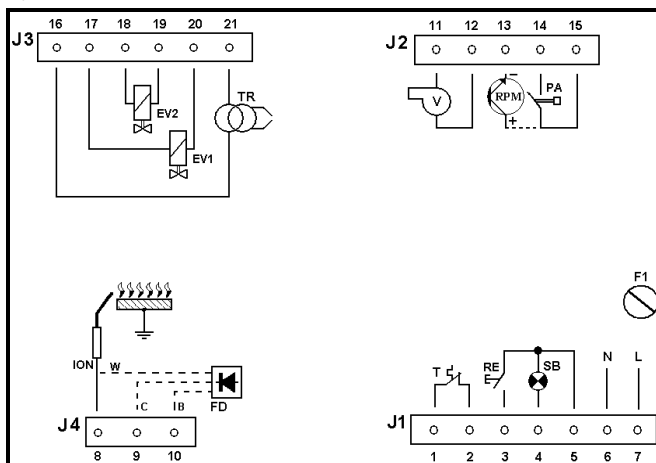 16 17 18 19 20 21
J3
TR
EV2
EV1
11 12 13 14 15
J2
V
−
RPM
+
PA
F1
ION
W
C
B
FD
J4
8 9 10
T
RE
E
SB
N
L
J1
1 2 3 4 5 6 7